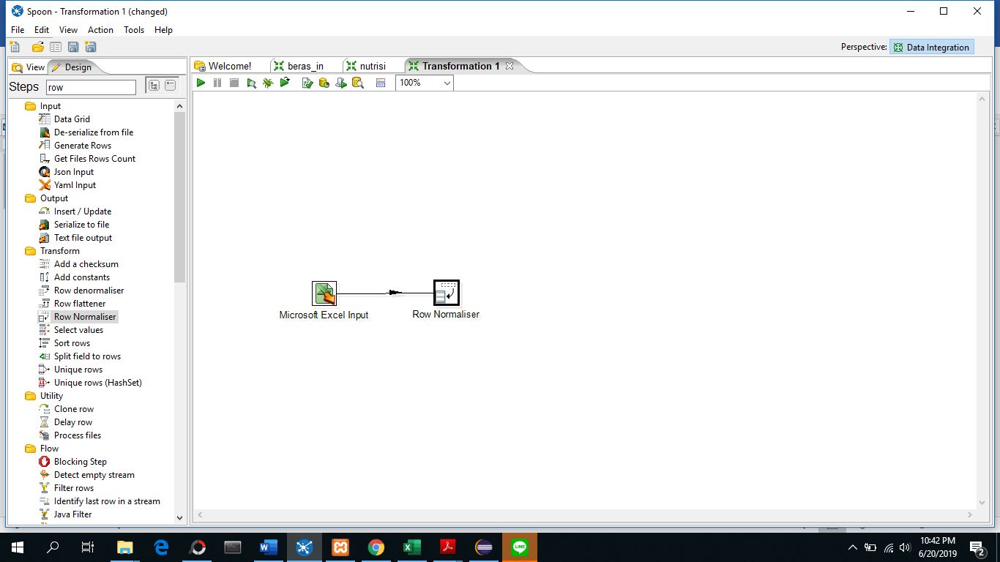 Spoon - Transformation 1 (changed)
File Edit View Action Tools Help
Perspective: Data Integration
View Design
Welcome! beras_in nutrisi Transformation 1
Steps row
100%
Input
Data Grid
De-serialize from file
Generate Rows
Get Files Rows Count
Json Input
Yaml Input
Output
Insert / Update
Serialize to file
Text file output
Transform
Add a checksum
Add constants
Row denormaliser
Row flattener
Row Normaliser
Select values
Sort rows
Split field to rows
Unique rows
Unique rows (HashSet)
Utility
Clone row
Delay row
Process files
Flow
Blocking Step
Detect empty stream
Filter rows
Identify last row in a stream
Java Filter
Microsoft Excel Input
Row Normaliser
10:42 PM
6/20/2019
2